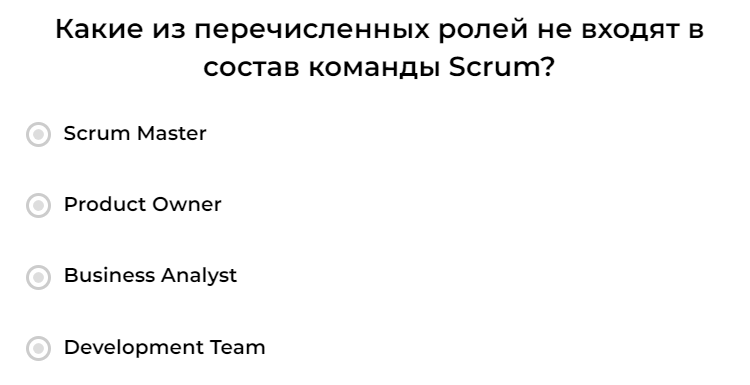 Какие из перечисленных ролей не входят в
состав команды Scrum?
Scrum Master
Product Owner
Business Analyst
Development Team